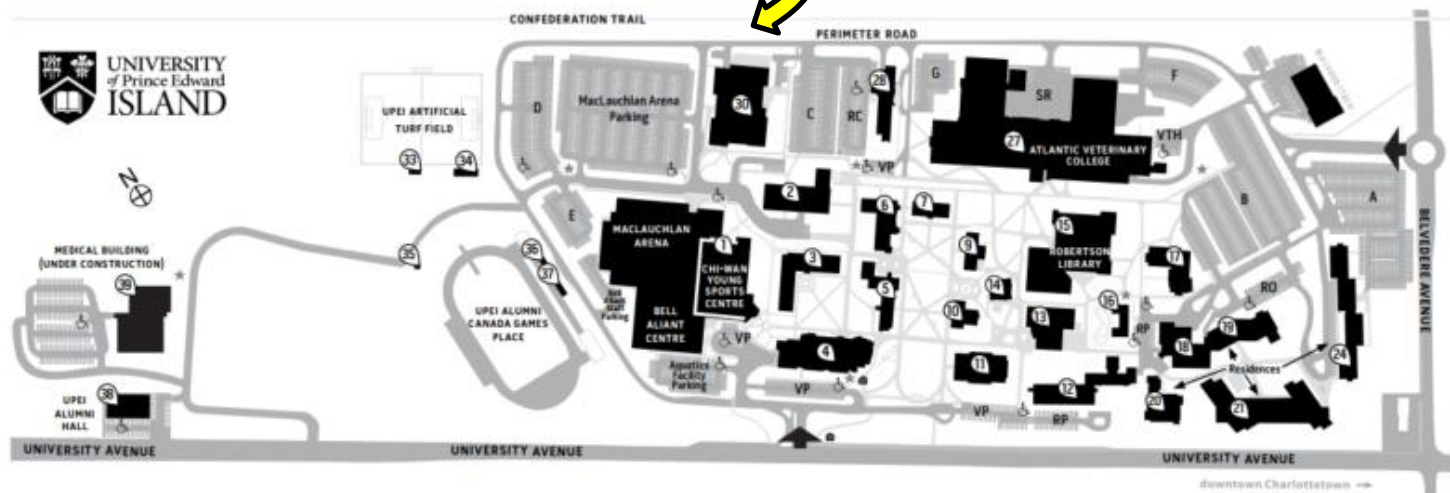 CONFEDERATION TRAIL
PERIMETER ROAD
UNIVERSITY
of Prince Edward
ISLAND
N
UPEI ARTIFICIAL
TURF FIELD
33
34
D
MacLauchlan Arena
Parking
30
C
RC
28
G
SR
F
27
ATLANTIC VETERINARY
COLLEGE
VTH
VP
B
A
BELVEDERE AVENUE
E
MACLAUCHLAN
ARENA
1
CHI-WAN
YOUNG
SPORTS
CENTRE
BELL
ALIANT
CENTRE
2
3
4
5
6
7
9
10
11
12
13
14
15
ROBERTSON
LIBRARY
16
17
18
19
20
21
24
RO
RP
Residences
MEDICAL BUILDING
(UNDER CONSTRUCTION)
39
35
36
37
UPEI ALUMNI
CANADA GAMES
PLACE
VP
Aquatics
Facility
Parking
VP
VP
RP
38
UPEI
ALUMNI
HALL
UNIVERSITY AVENUE
UNIVERSITY AVENUE
UNIVERSITY AVENUE
downtown Charlottetown